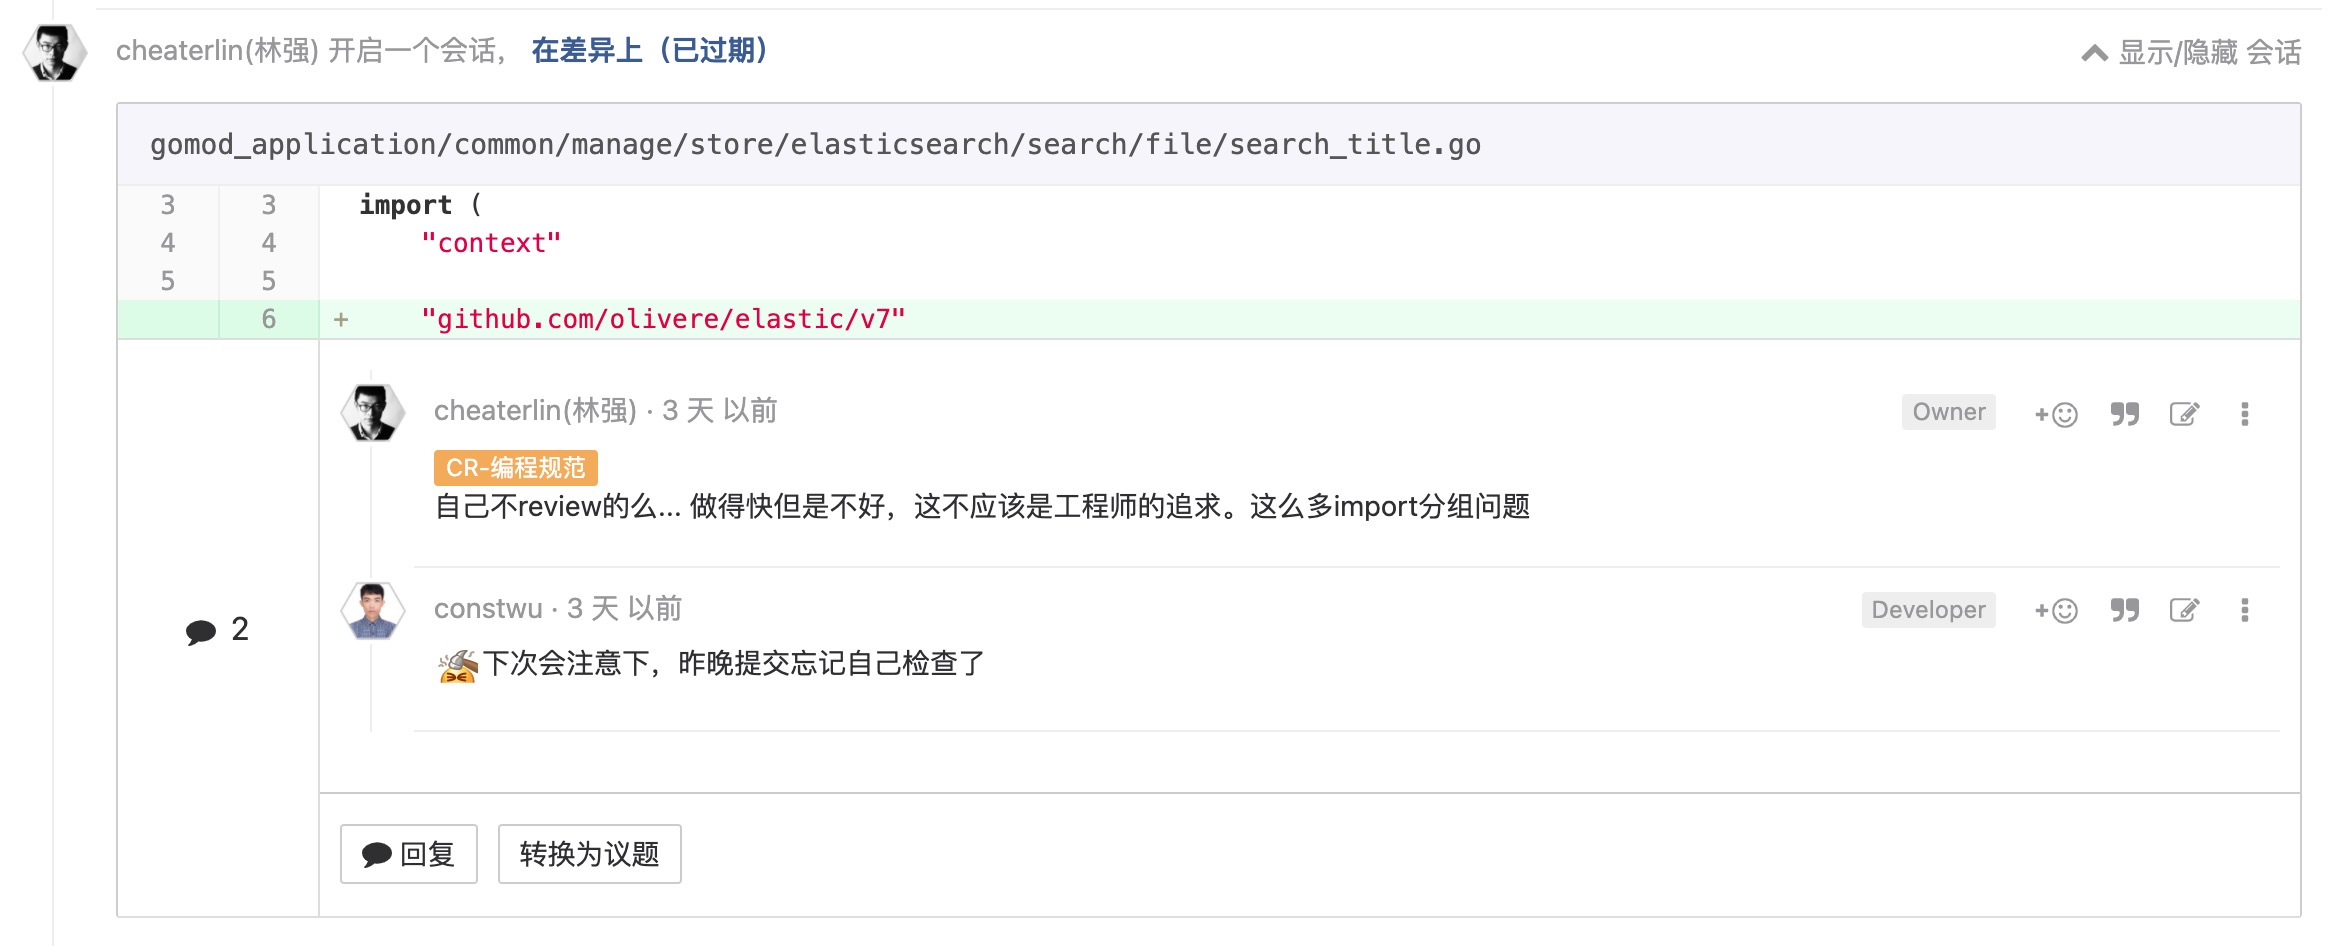 cheaterlin(林强) 开启一个会话， 在差异上（已过期）
显示/隐藏 会话
gomod_application/common/manage/store/elasticsearch/search/file/search_title.go
3 3 import (
4 4 "context"
5 5
6 + "github.com/olivere/elastic/v7"
cheaterlin(林强) · 3 天 以前
Owner
CR-编程规范
自己不review的么... 做得快但是不好，这不应该是工程师的追求。这么多import分组问题
2
constwu · 3 天 以前
Developer
下次会注意下，昨晚提交忘记自己检查了
回复
转换为议题